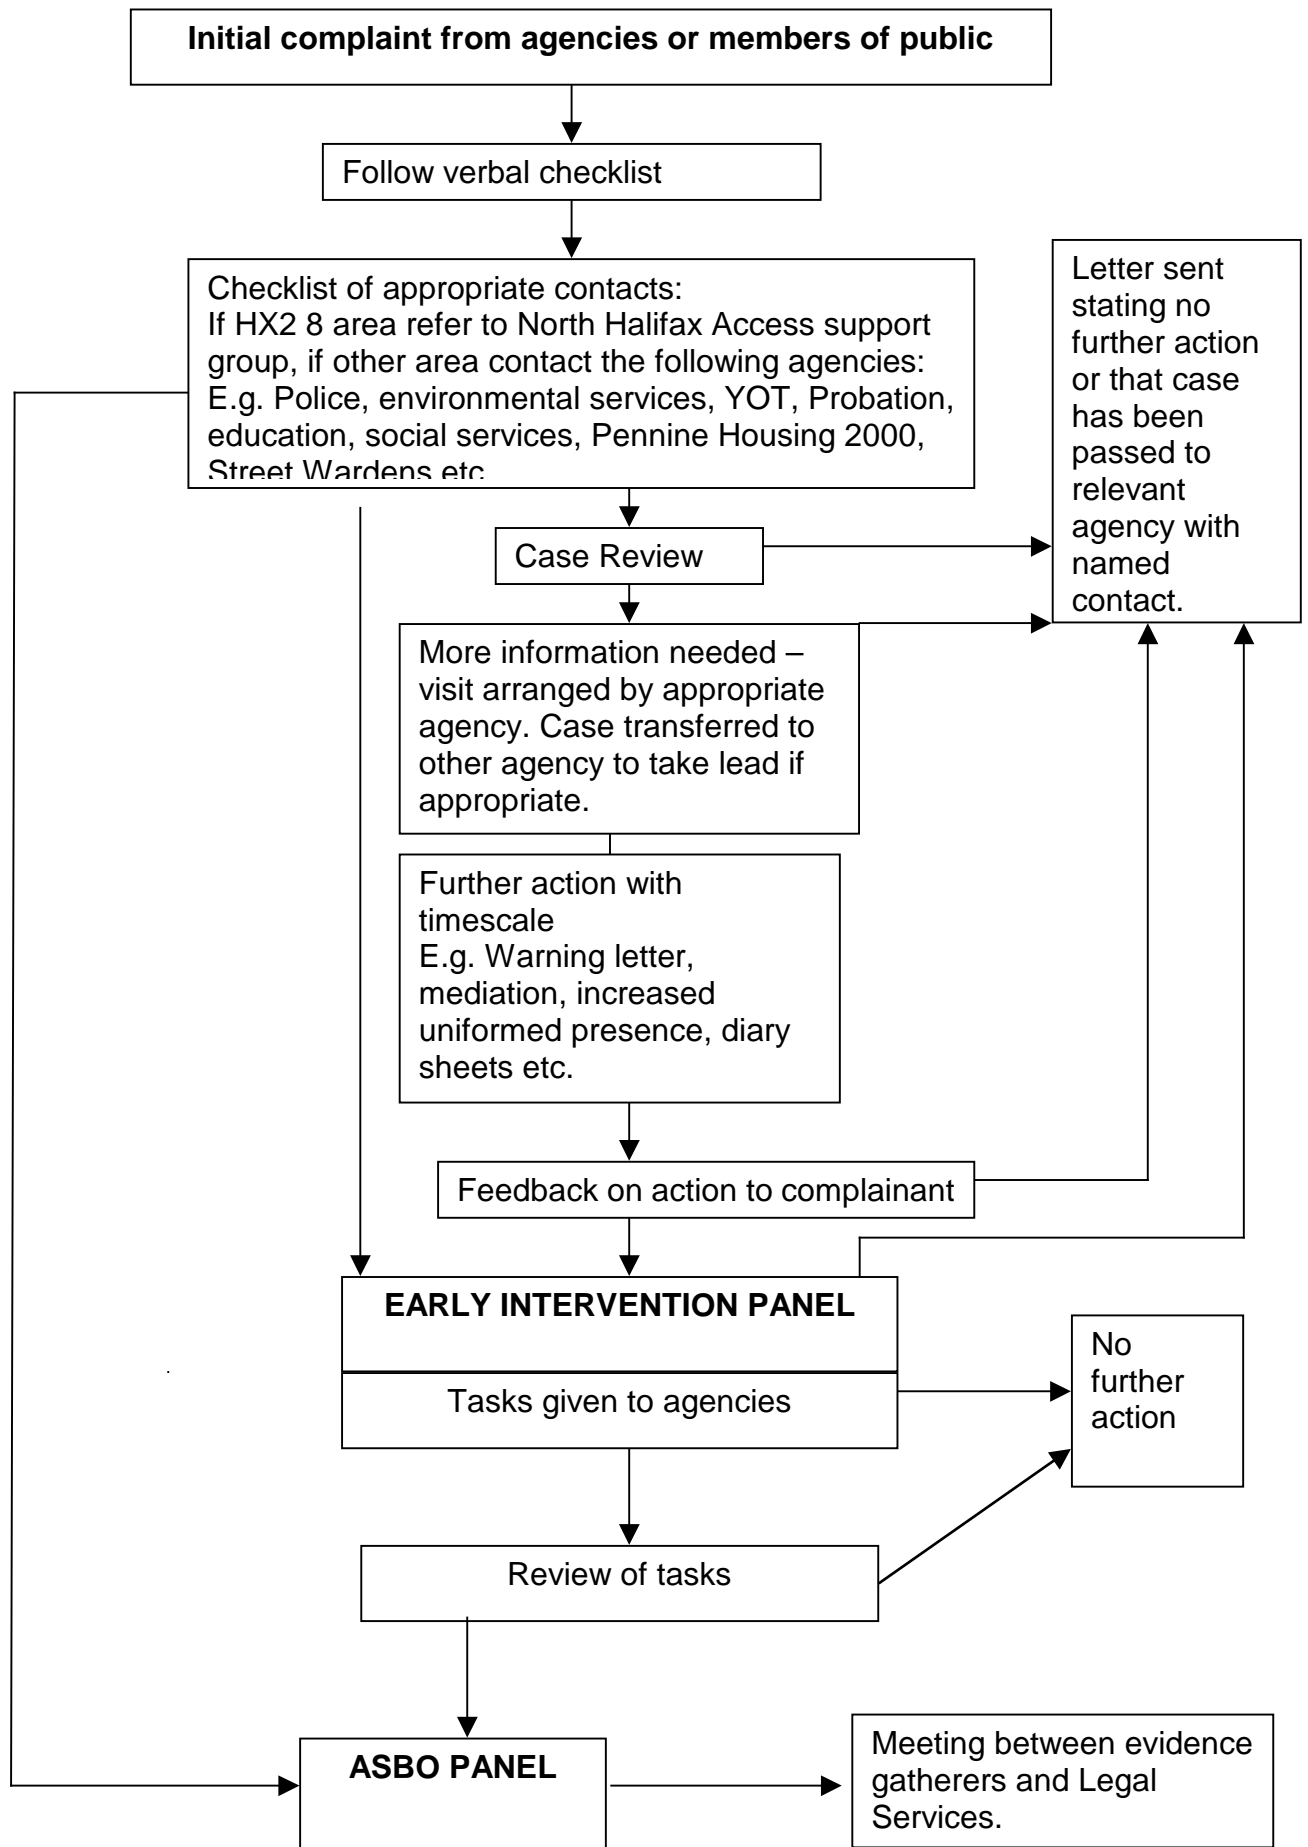 Initial complaint from agencies or members of public
Follow verbal checklist
Checklist of appropriate contacts:
If HX2 8 area refer to North Halifax Access support
group, if other area contact the following agencies:
E.g. Police, environmental services, YOT, Probation,
education, social services, Pennine Housing 2000,
Street Wardens etc
Letter sent
stating no
further action
or that case
has been
passed to
relevant
agency with
named
contact.
Case Review
More information needed –
visit arranged by appropriate
agency. Case transferred to
other agency to take lead if
appropriate.
Further action with
timescale
E.g. Warning letter,
mediation, increased
uniformed presence, diary
sheets etc.
Feedback on action to complainant
EARLY INTERVENTION PANEL
Tasks given to agencies
No
further
action
Review of tasks
ASBO PANEL
Meeting between evidence
gatherers and Legal
Services.